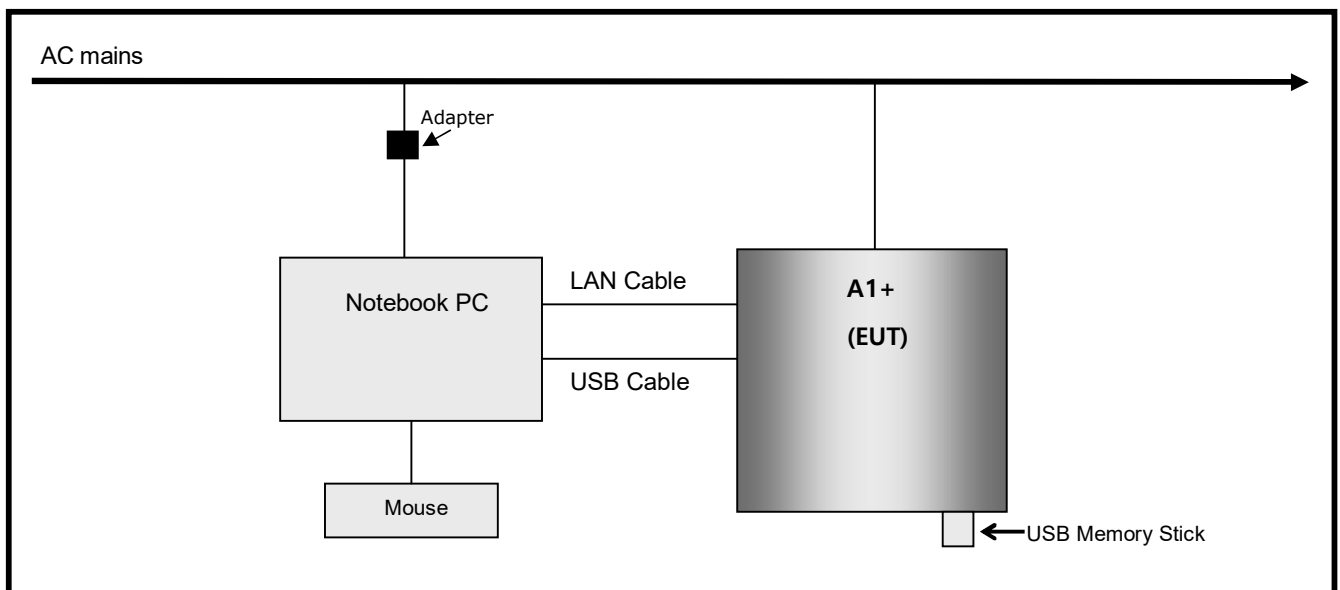 AC mains
Adapter
LAN Cable
A1+
Notebook PC
(EUT)
USB Cable
Mouse
USB Memory Stick